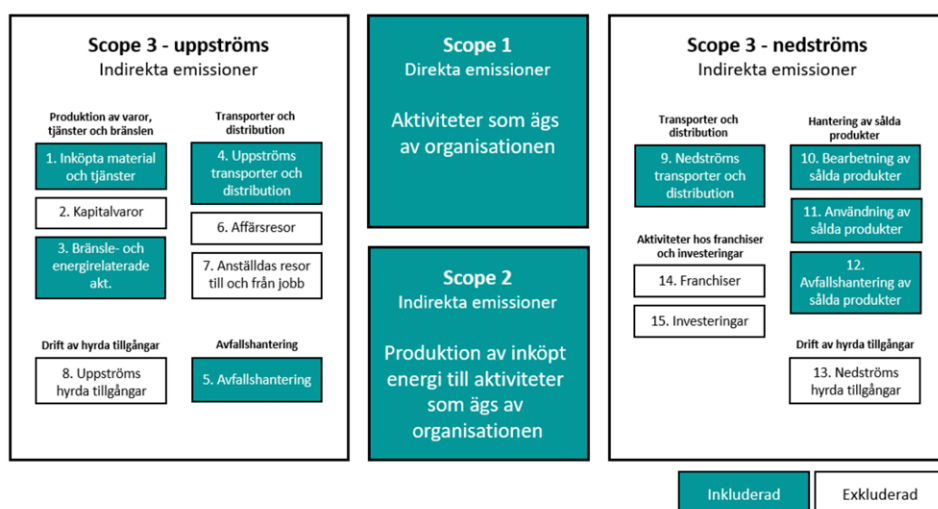 Scope 3 - uppströms
Indirekta emissioner
Produktion av varor,
tjänster och bränslen
1. Inköpta material
och tjänster
2. Kapitalvaror
3. Bränsle- och
energirelaterade
akt.
Transporter och
distribution
4. Uppströms
transporter och
distribution
6. Affärsresor
7. Anställdas resor
till och från jobb
Drift av hyrda tillgångar
8. Uppströms
hyrda tillgångar
Avfallshantering
5. Avfallshantering
Scope 1
Direkta emissioner
Aktiviteter som ägs
av organisationen
Scope 2
Indirekta emissioner
Produktion av inköpt
energi till aktiviteter
som ägs av
organisationen
Scope 3 - nedströms
Indirekta emissioner
Transporter och
distribution
9. Nedströms
transporter och
distribution
Aktiviteter hos franchiser
och investeringar
14. Franchiser
15. Investeringar
Hantering av sålda
produkter
10. Bearbetning av
sålda produkter
11. Användning av
sålda produkter
12.
Avfallshantering av
sålda produkter
Drift av hyrda tillgångar
13. Nedströms
hyrda tillgångar
Inkluderad
Exkluderad